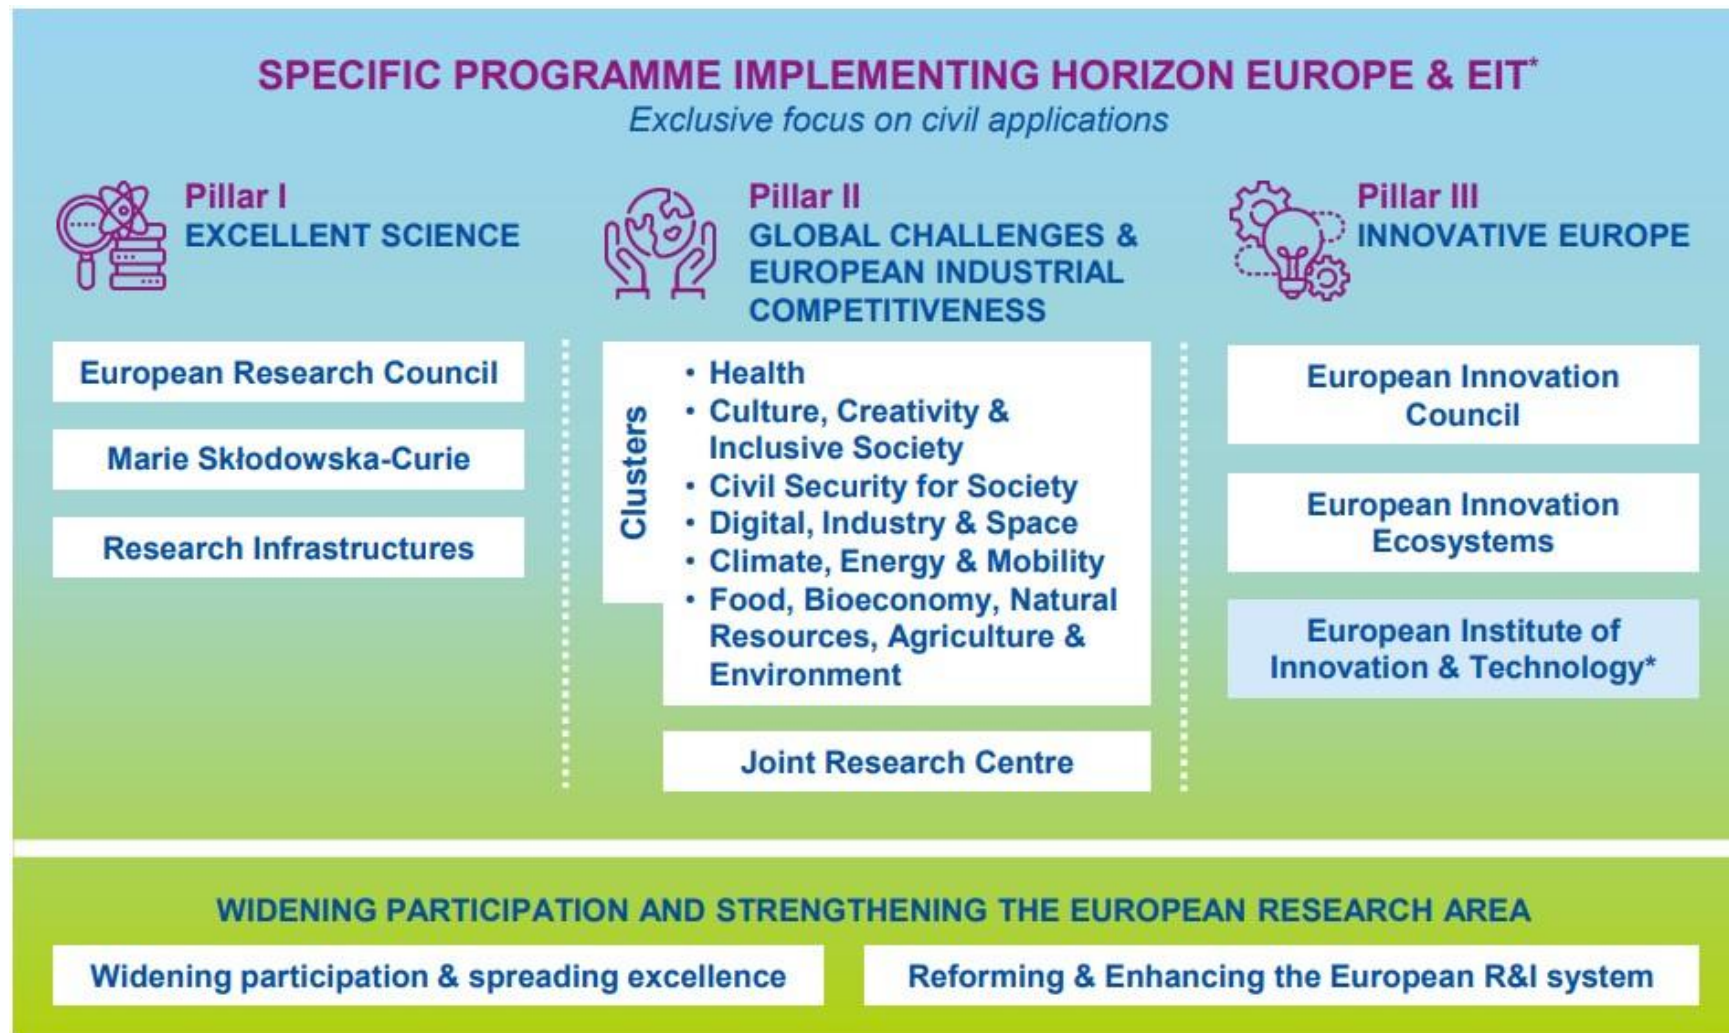 SPECIFIC PROGRAMME IMPLEMENTING HORIZON EUROPE & EIT*
Exclusive focus on civil applications
Pillar I
EXCELLENT SCIENCE
European Research Council
Marie Skłodowska-Curie
Research Infrastructures
Pillar II
GLOBAL CHALLENGES &
EUROPEAN INDUSTRIAL
COMPETITIVENESS
Clusters
• Health
• Culture, Creativity &
Inclusive Society
• Civil Security for Society
• Digital, Industry & Space
• Climate, Energy & Mobility
• Food, Bioeconomy, Natural
Resources, Agriculture &
Environment
Joint Research Centre
Pillar III
INNOVATIVE EUROPE
European Innovation
Council
European Innovation
Ecosystems
European Institute of
Innovation & Technology*
WIDENING PARTICIPATION AND STRENGTHENING THE EUROPEAN RESEARCH AREA
Widening participation & spreading excellence
Reforming & Enhancing the European R&I system